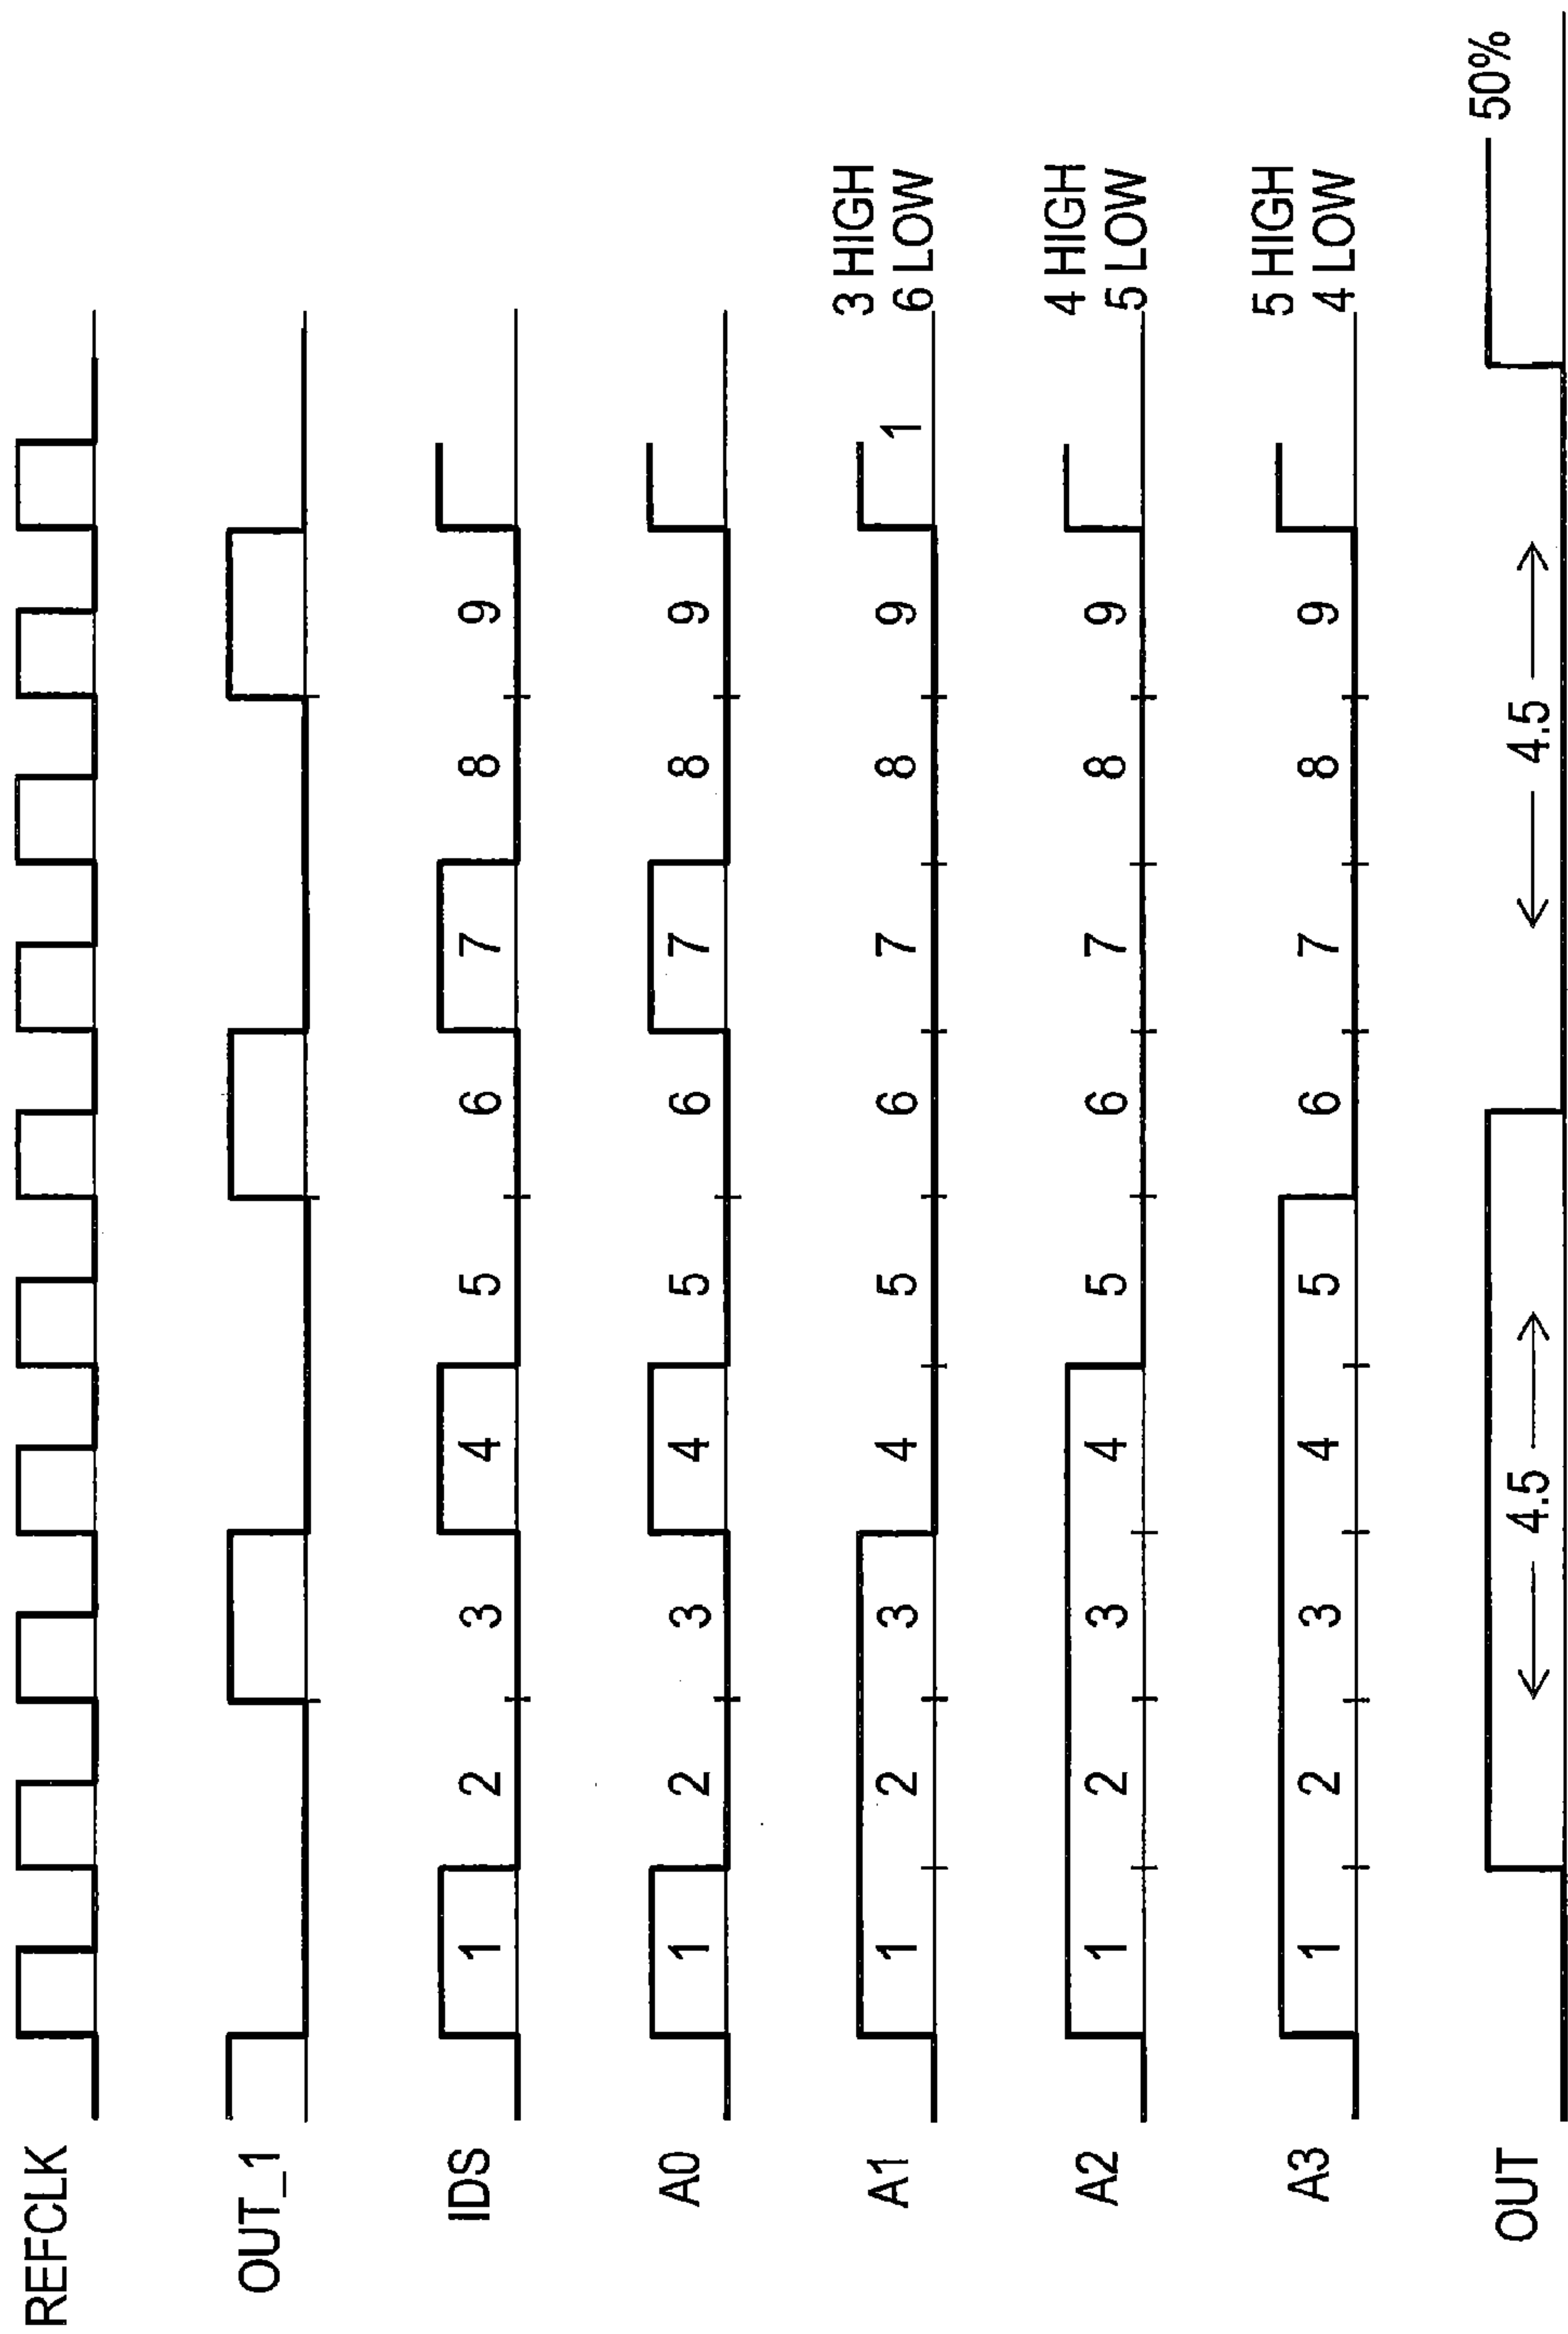 REFCLK
OUT_1
IDS 1 2 3 4 5 6 7 8 9
A0 1 2 3 4 5 6 7 8 9
A1 1 2 3 4 5 6 7 8 9 1 3 HIGH
6 LOW
A2 1 2 3 4 5 6 7 8 9 4 HIGH
5 LOW
A3 1 2 3 4 5 6 7 8 9 5 HIGH
4 LOW
OUT 4.5 4.5 50%